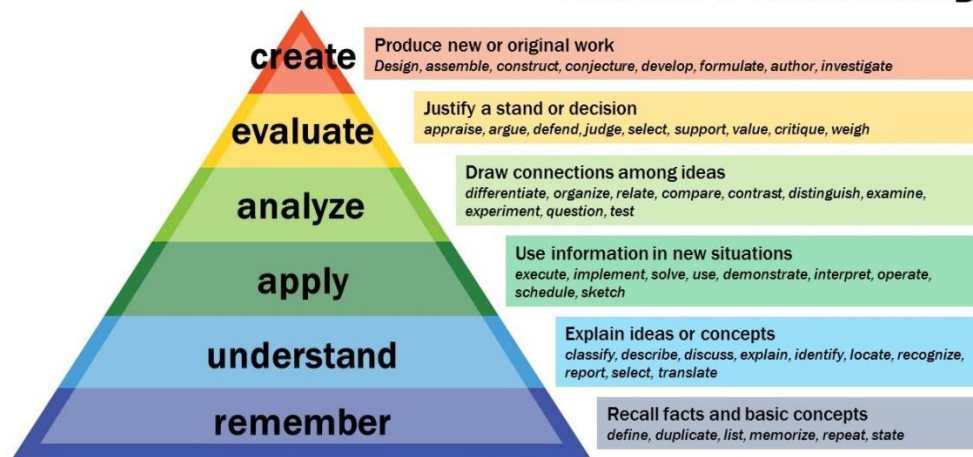 create
Produce new or original work
Design, assemble, construct, conjecture, develop, formulate, author, investigate
evaluate
Justify a stand or decision
appraise, argue, defend, judge, select, support, value, critique, weigh
analyze
Draw connections among ideas
differentiate, organize, relate, compare, contrast, distinguish, examine,
experiment, question, test
apply
Use information in new situations
execute, implement, solve, use, demonstrate, interpret, operate,
schedule, sketch
understand
Explain ideas or concepts
classify, describe, discuss, explain, identify, locate, recognize,
report, select, translate
remember
Recall facts and basic concepts
define, duplicate, list, memorize, repeat, state